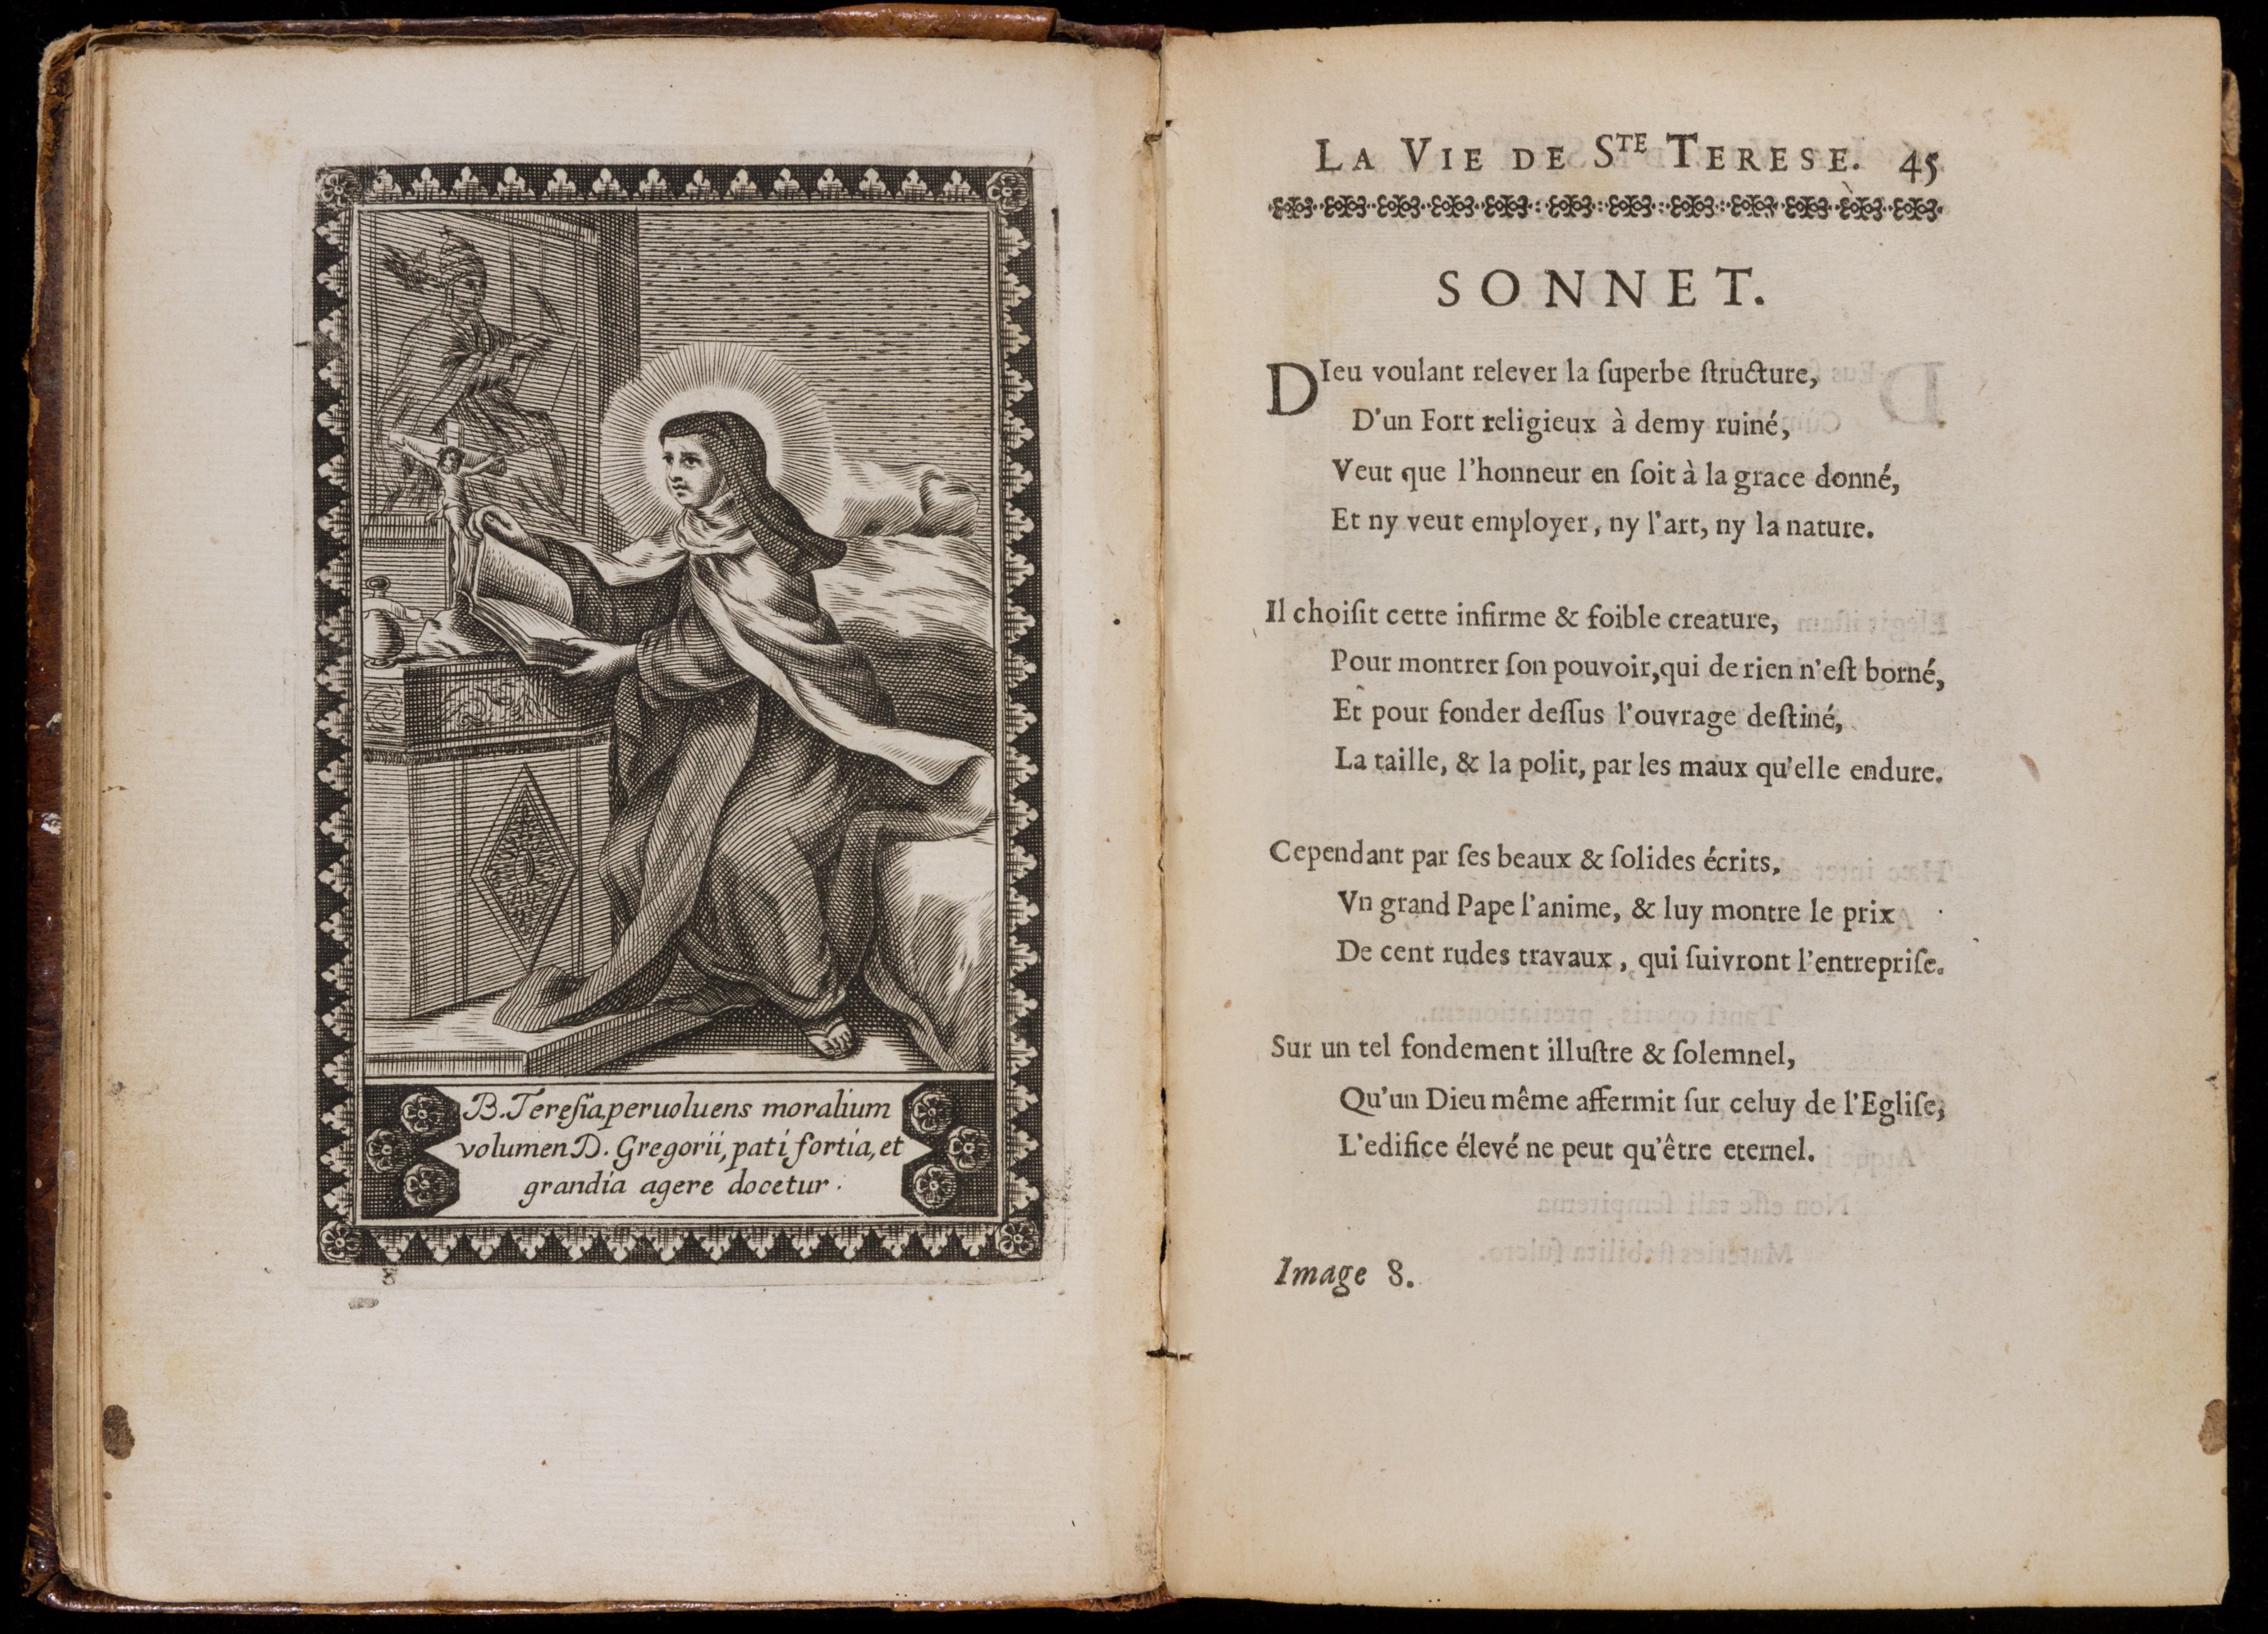 B. Tereſia peruoluens moralium
volumen D. Gregorii, pati fortia, et
grandia agere docetur.
8
LA VIE DE STE TERESE. 45
SONNET.
DIeu voulant relever la ſuperbe ſtructure,
D'un Fort religieux à demy ruiné,
Veut que l'honneur en ſoit à la grace donné,
Et ny veut employer, ny l'art, ny la nature.
Il choiſit cette infirme & foible creature,
Pour montrer ſon pouvoir, qui de rien n'eſt borné,
Et pour fonder deſſus l'ouvrage deſtiné,
La taille, & la polit, par les maux qu'elle endure.
Cependant par ſes beaux & ſolides écrits,
Vn grand Pape l'anime, & luy montre le prix
De cent rudes travaux, qui ſuivront l'entrepriſe.
Sur un tel fondement illuſtre & ſolemnel,
Qu'un Dieu même affermit ſur celuy de l'Egliſe,
L'edifice élevé ne peut qu'être eternel.
Image 8.